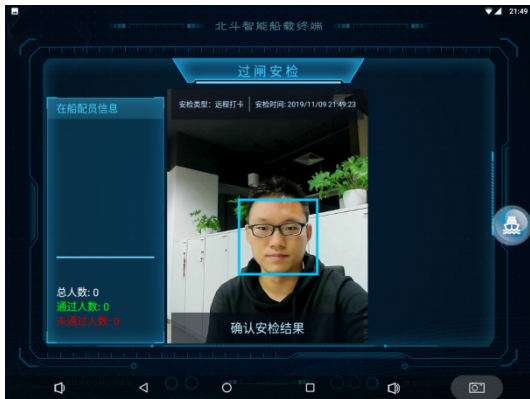 21:49
北斗智能船载终端
过闸安检
在船配员信息
安检类型: 远程打卡
安检时间: 2019/11/09 21:49:23
总人数: 0
通过人数: 0
未通过人数: 0
确认安检结果